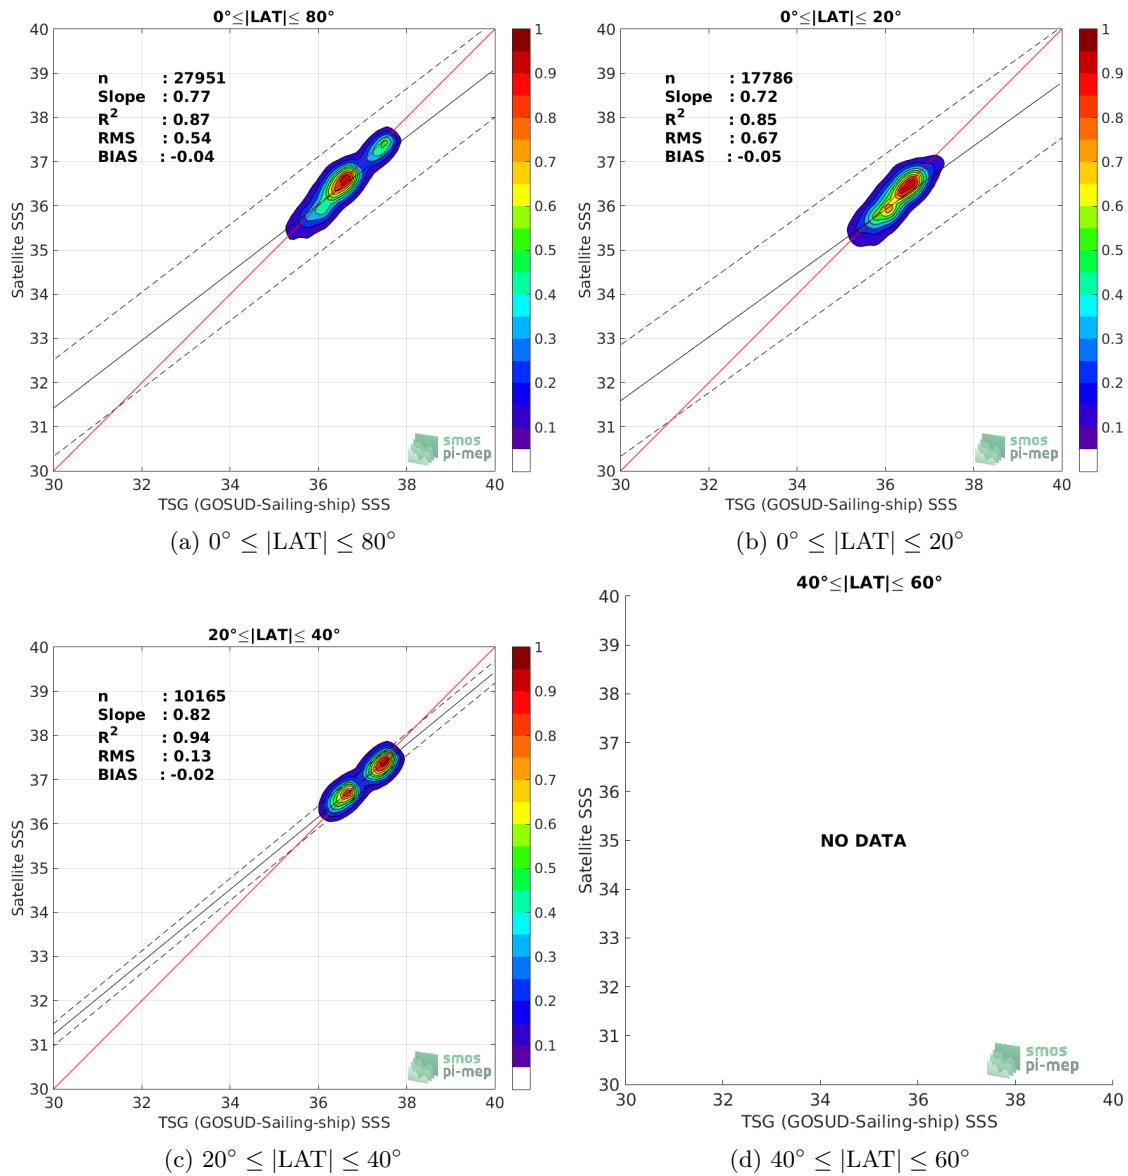 0°≤|LAT|≤ 80°
40
39
38
37
36
35
34
33
32
31
30
Satellite SSS
n : 27951
Slope : 0.77
R2 : 0.87
RMS : 0.54
BIAS : -0.04
smos
pi-mep
30 32 34 36 38 40
TSG (GOSUD-Sailing-ship) SSS
1
0.9
0.8
0.7
0.6
0.5
0.4
0.3
0.2
0.1
(a) 0° ≤ |LAT| ≤ 80°
0°≤|LAT|≤ 20°
40
39
38
37
36
35
34
33
32
31
30
Satellite SSS
n : 17786
Slope : 0.72
R2 : 0.85
RMS : 0.67
BIAS : -0.05
smos
pi-mep
30 32 34 36 38 40
TSG (GOSUD-Sailing-ship) SSS
1
0.9
0.8
0.7
0.6
0.5
0.4
0.3
0.2
0.1
(b) 0° ≤ |LAT| ≤ 20°
20°≤|LAT|≤ 40°
40
39
38
37
36
35
34
33
32
31
30
Satellite SSS
n : 10165
Slope : 0.82
R2 : 0.94
RMS : 0.13
BIAS : -0.02
smos
pi-mep
30 32 34 36 38 40
TSG (GOSUD-Sailing-ship) SSS
1
0.9
0.8
0.7
0.6
0.5
0.4
0.3
0.2
0.1
(c) 20° ≤ |LAT| ≤ 40°
40°≤|LAT|≤ 60°
40
39
38
37
36
35
34
33
32
31
30
Satellite SSS
NO DATA
smos
pi-mep
30 32 34 36 38 40
TSG (GOSUD-Sailing-ship) SSS
(d) 40° ≤ |LAT| ≤ 60°